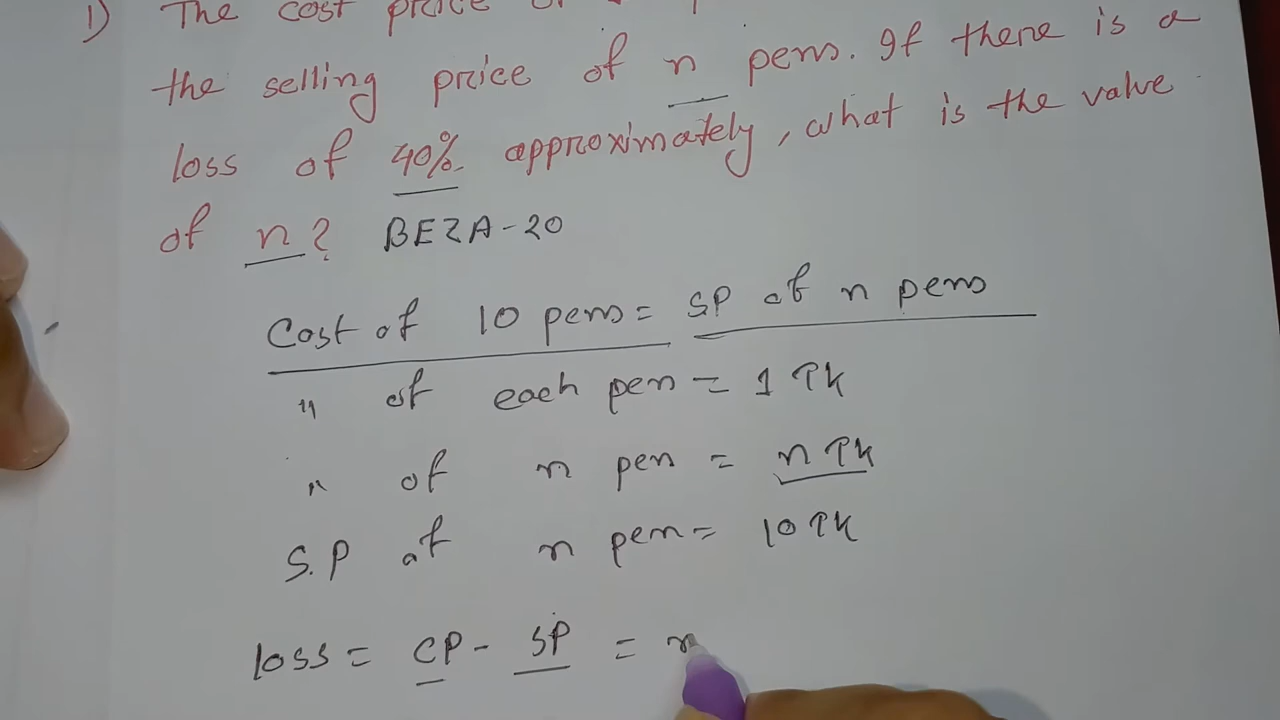 1) The cost price
the selling price of n pens. If there is a
loss of 40% approximately, what is the value
of n? BEZA-20
Cost of 10 pens = SP of n pens
" of each pen = 1 Tk
" of n pen = n Tk
S.P of n pen = 10 Tk
loss = CP - SP = n